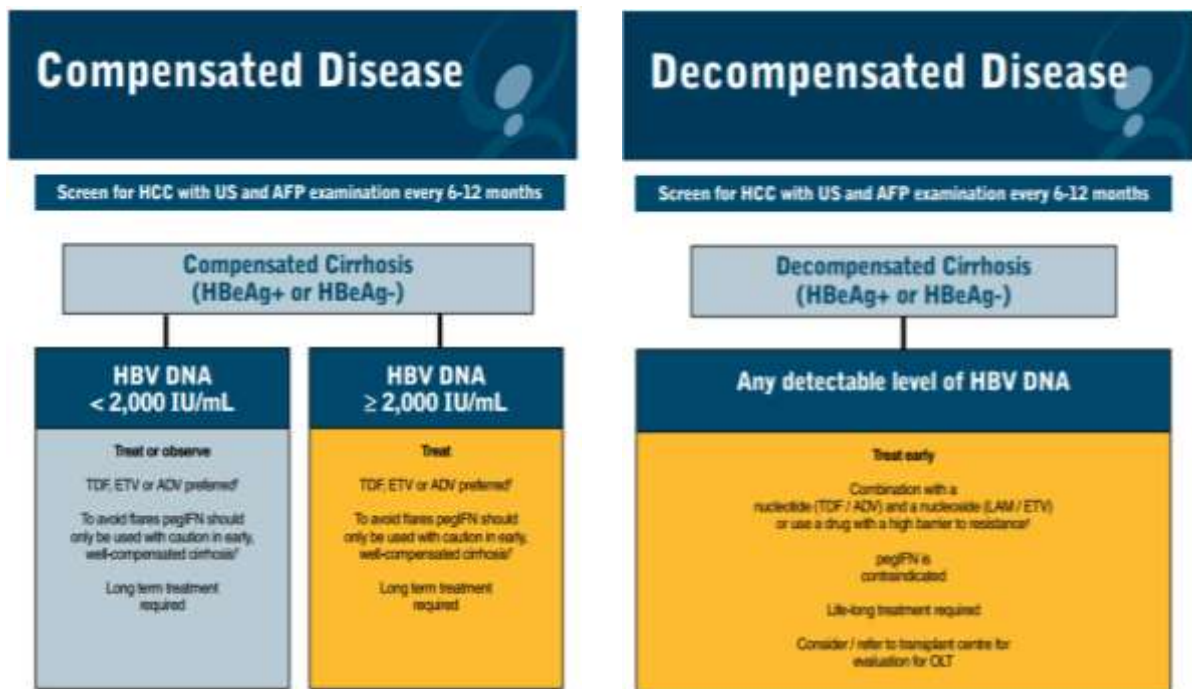 Compensated Disease
Screen for HCC with US and AFP examination every 6-12 months
Compensated Cirrhosis
(HBeAg+ or HBeAg-)
HBV DNA
< 2,000 IU/mL
Treat or observe
TDF, ETV or ADV preferred
To avoid flares pegIFN should
only be used with caution in early,
well-compensated cirrhosis
Long term treatment
required
HBV DNA
≥ 2,000 IU/mL
Treat
TDF, ETV or ADV preferred
To avoid flares pegIFN should
only be used with caution in early,
well-compensated cirrhosis
Long term treatment
required
Decompensated Disease
Screen for HCC with US and AFP examination every 6-12 months
Decompensated Cirrhosis
(HBeAg+ or HBeAg-)
Any detectable level of HBV DNA
Treat early
Combination with a
nucleotide (TDF / ADV) and a nucleoside (LAM / ETV)
or use a drug with a high barrier to resistance
pegIFN is
contraindicated
Life-long treatment required
Consider / refer to transplant centre for
evaluation for OLT